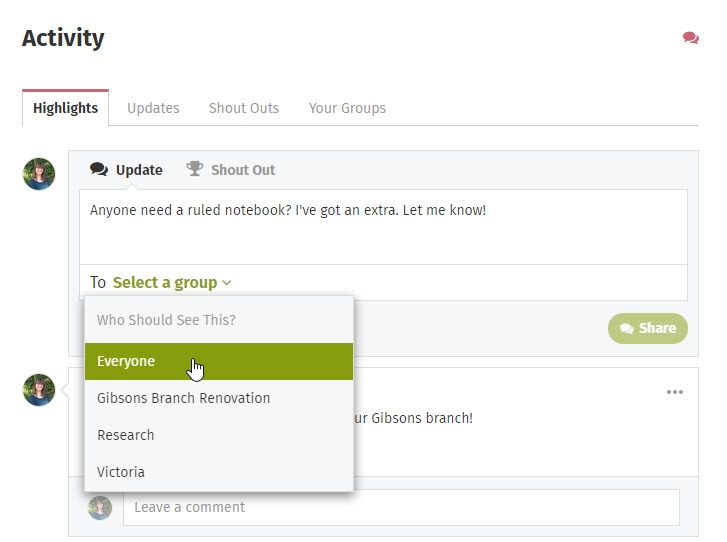 Activity
Highlights Updates Shout Outs Your Groups
Update Shout Out
Anyone need a ruled notebook? I've got an extra. Let me know!
To Select a group
Who Should See This?
Share
Everyone
Gibsons Branch Renovation
Gibsons branch!
Research
Victoria
Leave a comment